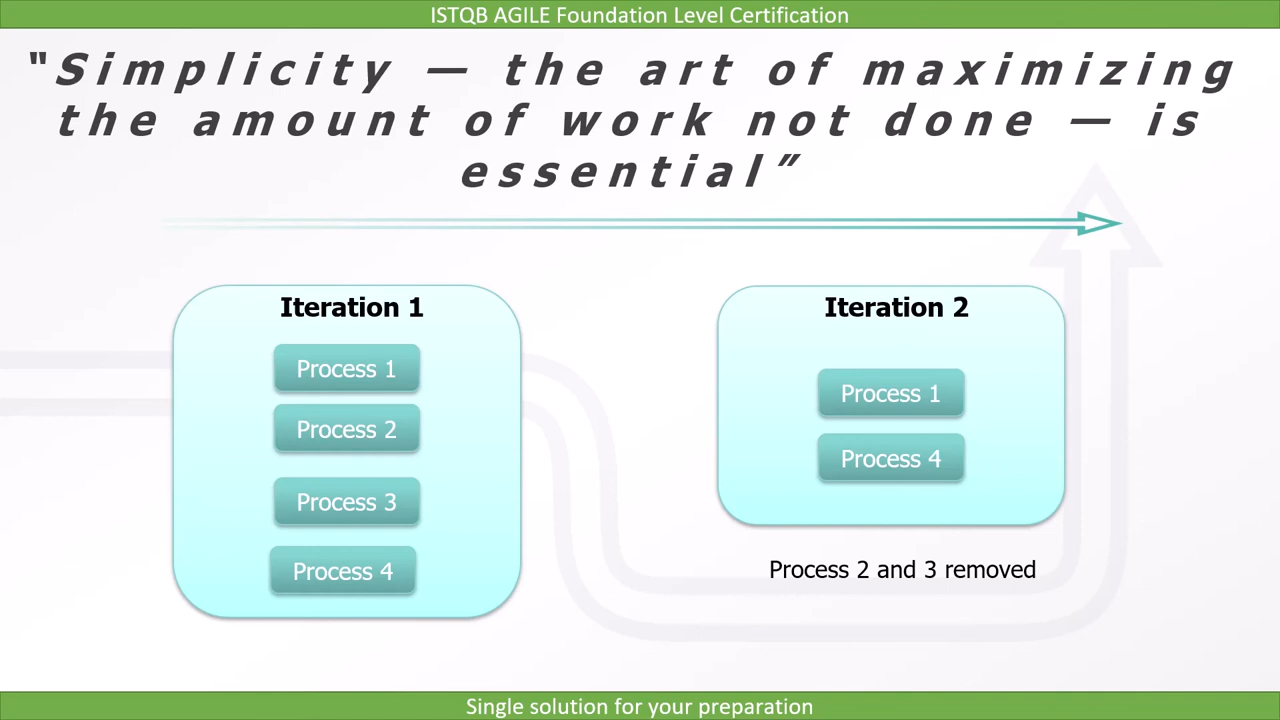 ISTQB AGILE Foundation Level Certification
"Simplicity — the art of maximizing
the amount of work not done — is
essential”
Iteration 1
Process 1
Process 2
Process 3
Process 4
Iteration 2
Process 1
Process 4
Process 2 and 3 removed
Single solution for your preparation